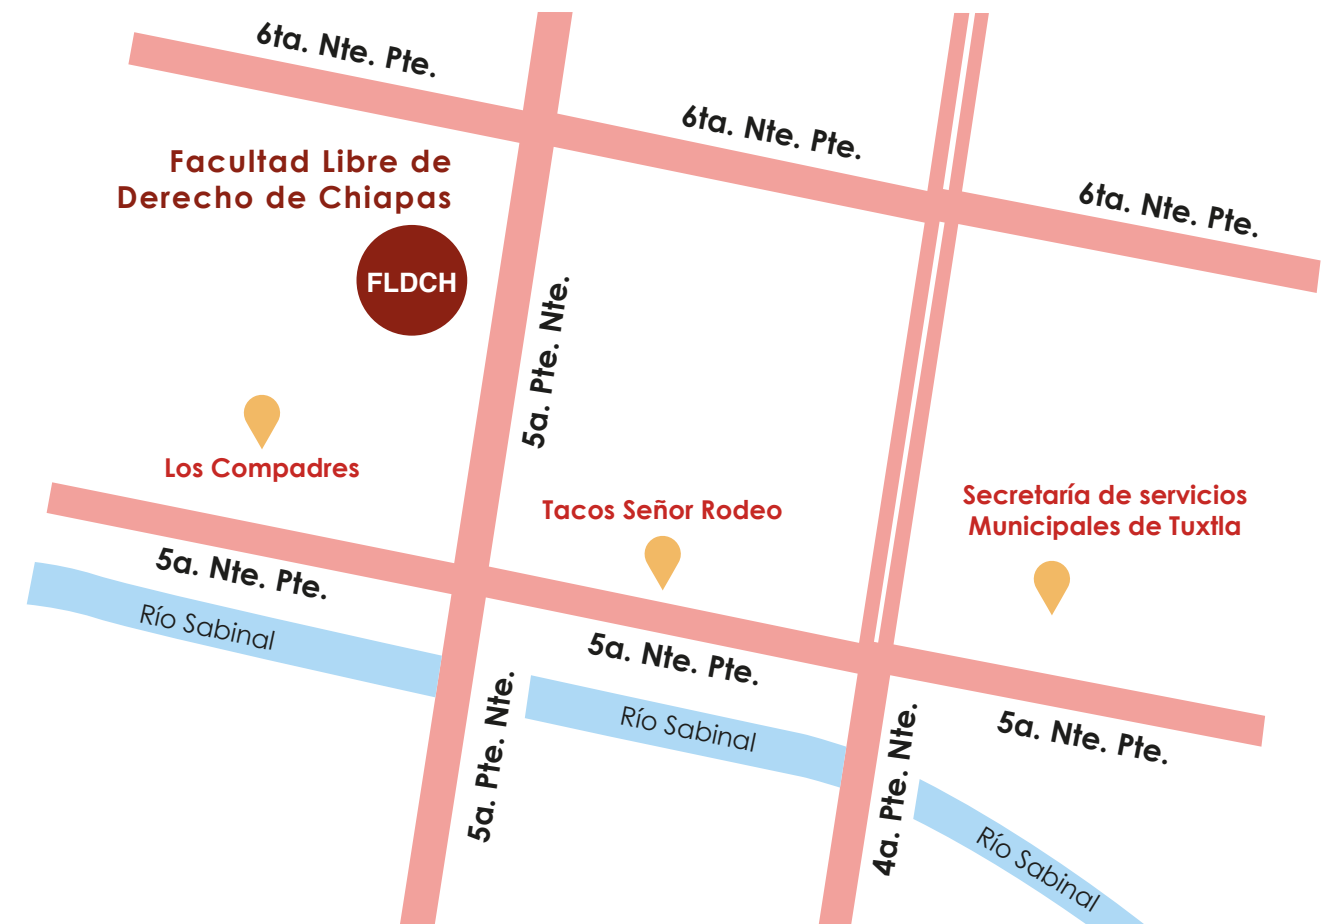 6ta. Nte. Pte.
6ta. Nte. Pte.
6ta. Nte. Pte.
Facultad Libre de
Derecho de Chiapas
FLDCH
5a. Pte. Nte.
Los Compadres
Tacos Señor Rodeo
Secretaría de servicios
Municipales de Tuxtla
5a. Nte. Pte.
Río Sabinal
5a. Nte. Pte.
5a. Pte. Nte.
Río Sabinal
4a. Pte. Nte.
5a. Nte. Pte.
Río Sabinal